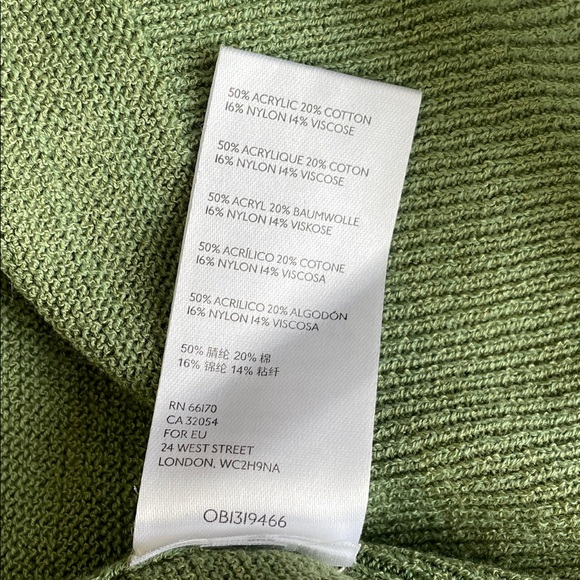 50% ACRYLIC 20% COTTON
16% NYLON 14% VISCOSE
50% ACRYLIQUE 20% COTON
16% NYLON 14% VISCOSE
50% ACRYL 20% BAUMWOLLE
16% NYLON 14% VISKOSE
50% ACRÍLICO 20% COTONE
16% NYLON 14% VISCOSA
50% ACRILICO 20% ALGODÓN
16% NYLON 14% VISCOSA
50% 腈纶 20% 棉
16% 锦纶 14% 粘纤
RN 66170
CA 32054
FOR EU
24 WEST STREET
LONDON, WC2H9NA
OB1319466